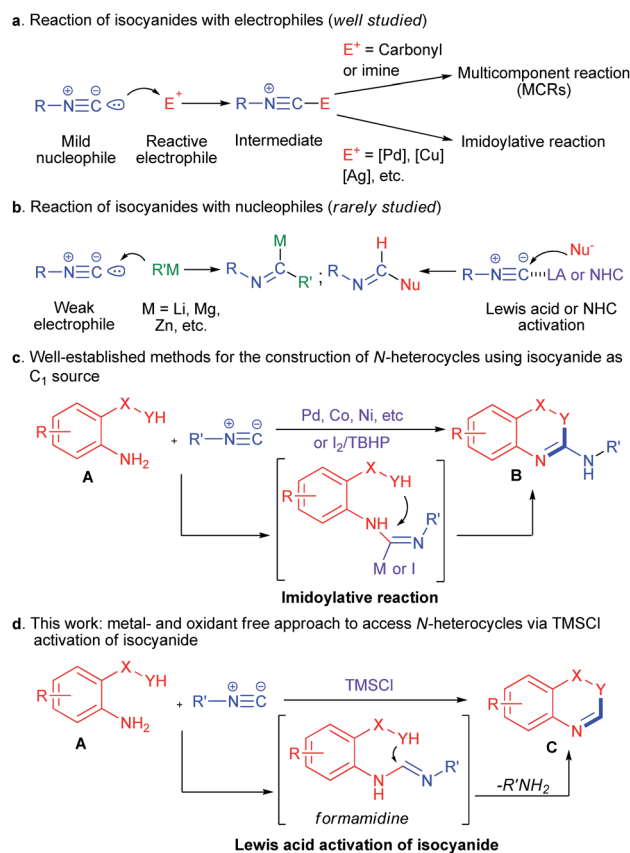 a. Reaction of isocyanides with electrophiles (well studied)
E⁺ = Carbonyl
or imine
R–N≡C
⊕ ⊖
E⁺
R–N≡C–E
⊕
Multicomponent reaction
(MCRs)
Mild
nucleophile
Reactive
electrophile
Intermediate
Imidoylative reaction
E⁺ = [Pd], [Cu]
[Ag], etc.
b. Reaction of isocyanides with nucleophiles (rarely studied)
R–N≡C
⊕ ⊖
R'M
M
R
N
C
R'
;
H
R
N
C
Nu
R–N≡C
⊕ ⊖
Nu⁻
LA or NHC
Weak
electrophile
M = Li, Mg,
Zn, etc.
Lewis acid or NHC
activation
c. Well-established methods for the construction of N-heterocycles using isocyanide as
C₁ source
R
X
YH
NH₂
A
+
R'–N≡C
⊕ ⊖
Pd, Co, Ni, etc
or I₂/TBHP
R
X
Y
N
N
H
R'
B
R
X
YH
NH
R'
N
M or I
Imidoylative reaction
d. This work: metal- and oxidant free approach to access N-heterocycles via TMSCl
activation of isocyanide
R
X
YH
NH₂
A
+
R'–N≡C
⊕ ⊖
TMSCl
R
X
Y
N
C
R
X
YH
N
H
N
R'
formamidine
-R'NH₂
Lewis acid activation of isocyanide